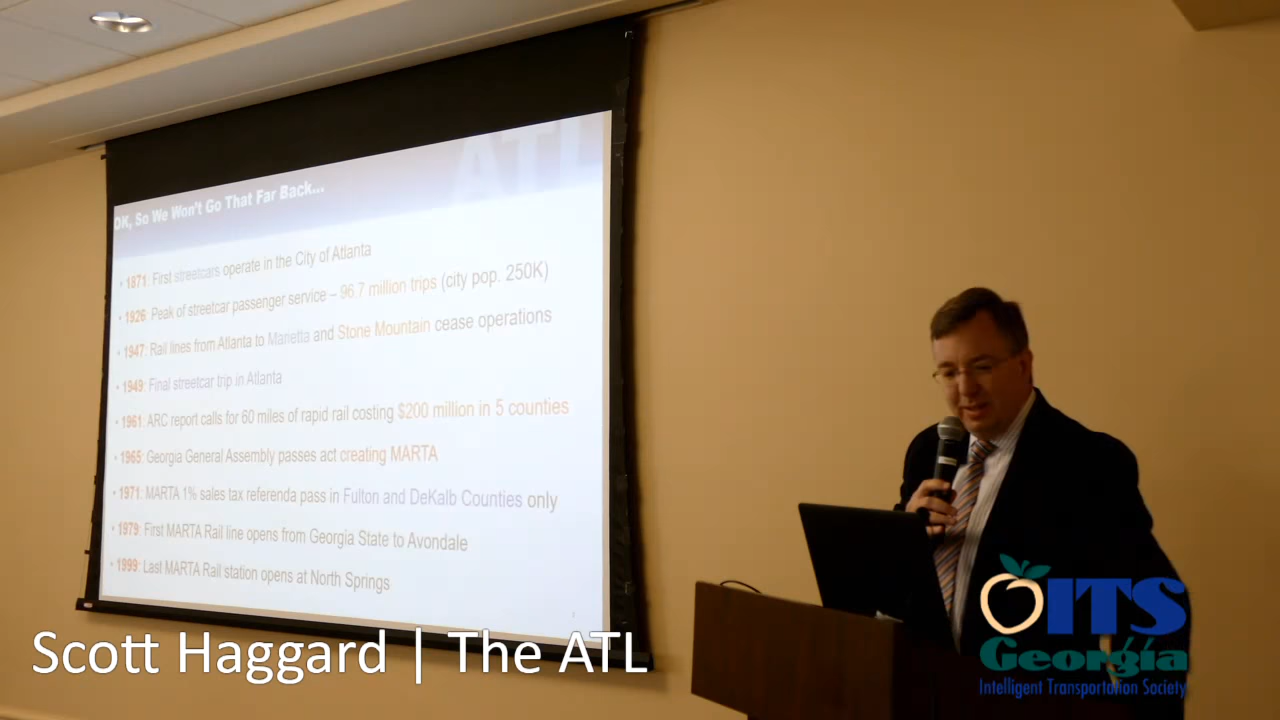 ATL
OK, So We Won't Go That Far Back...
• 1871: First streetcars operate in the City of Atlanta
• 1926: Peak of streetcar passenger service – 96.7 million trips (city pop. 250K)
• 1947: Rail lines from Atlanta to Marietta and Stone Mountain cease operations
• 1949: Final streetcar trip in Atlanta
• 1961: ARC report calls for 60 miles of rapid rail costing $200 million in 5 counties
• 1965: Georgia General Assembly passes act creating MARTA
• 1971: MARTA 1% sales tax referenda pass in Fulton and DeKalb Counties only
• 1979: First MARTA Rail line opens from Georgia State to Avondale
• 1999: Last MARTA Rail station opens at North Springs
Scott Haggard | The ATL
ITS
Georgia
Intelligent Transportation Society